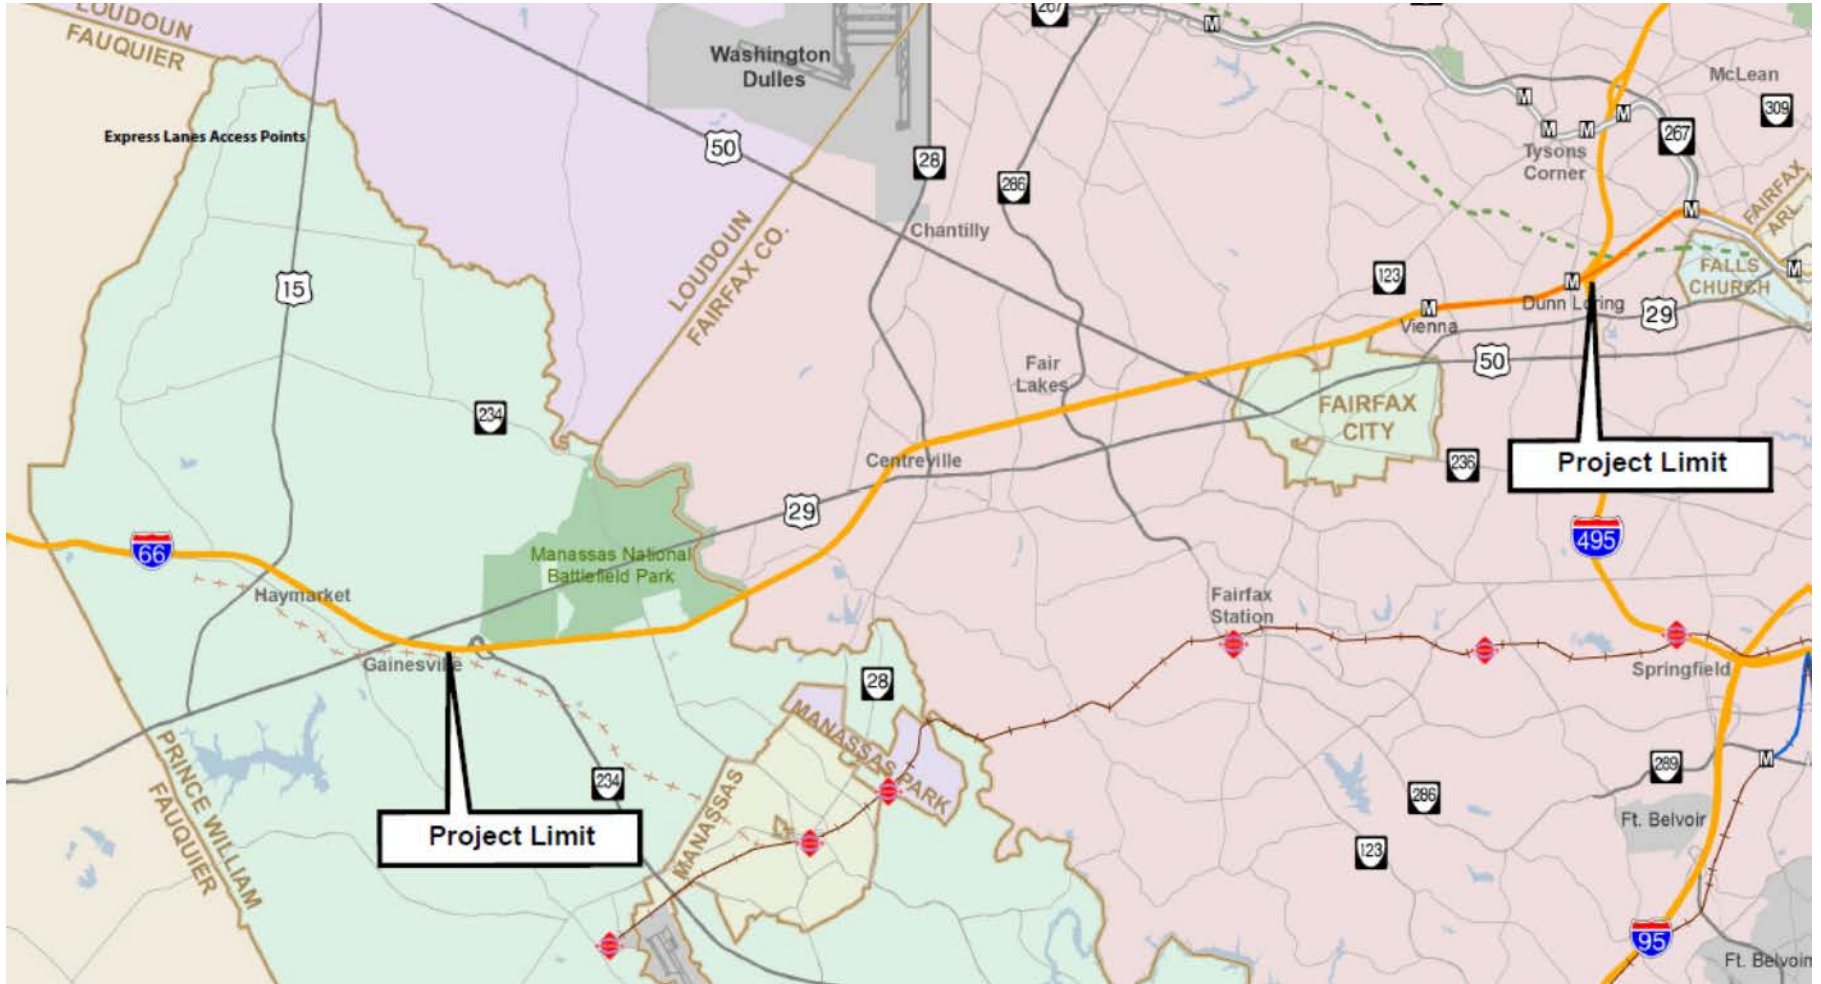 LOUDOUN
FAUQUIER
Express Lanes Access Points
Washington
Dulles
267
M
McLean
309
M
M
M
M
267
Tysons
Corner
50
28
286
Chantilly
M
FAIRFAX
ARL.
LOUDOUN
FAIRFAX CO.
15
123
M
Dunn Loring
FALLS
CHURCH
M
M
Vienna
29
50
Fair
Lakes
234
FAIRFAX
CITY
Centreville
236
Project Limit
29
66
Manassas National
Battlefield Park
495
Haymarket
Fairfax
Station
Gainesville
Springfield
28
MANASSAS PARK
PRINCE WILLIAM
FAUQUIER
234
MANASSAS
M
289
286
Project Limit
Ft. Belvoir
123
95
Ft. Belvoir